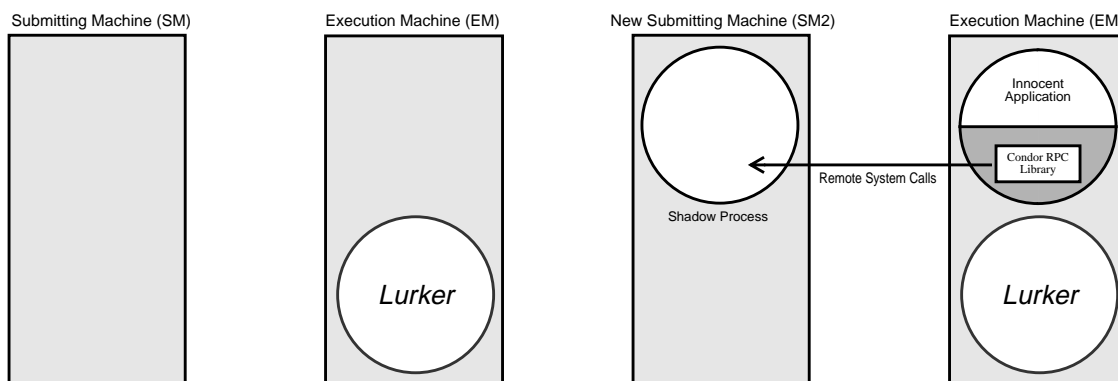 Submitting Machine (SM)
Execution Machine (EM)
New Submitting Machine (SM2)
Execution Machine (EM
Innocent
Application
Condor RPC
Library
Remote System Calls
Shadow Process
Lurker
Lurker